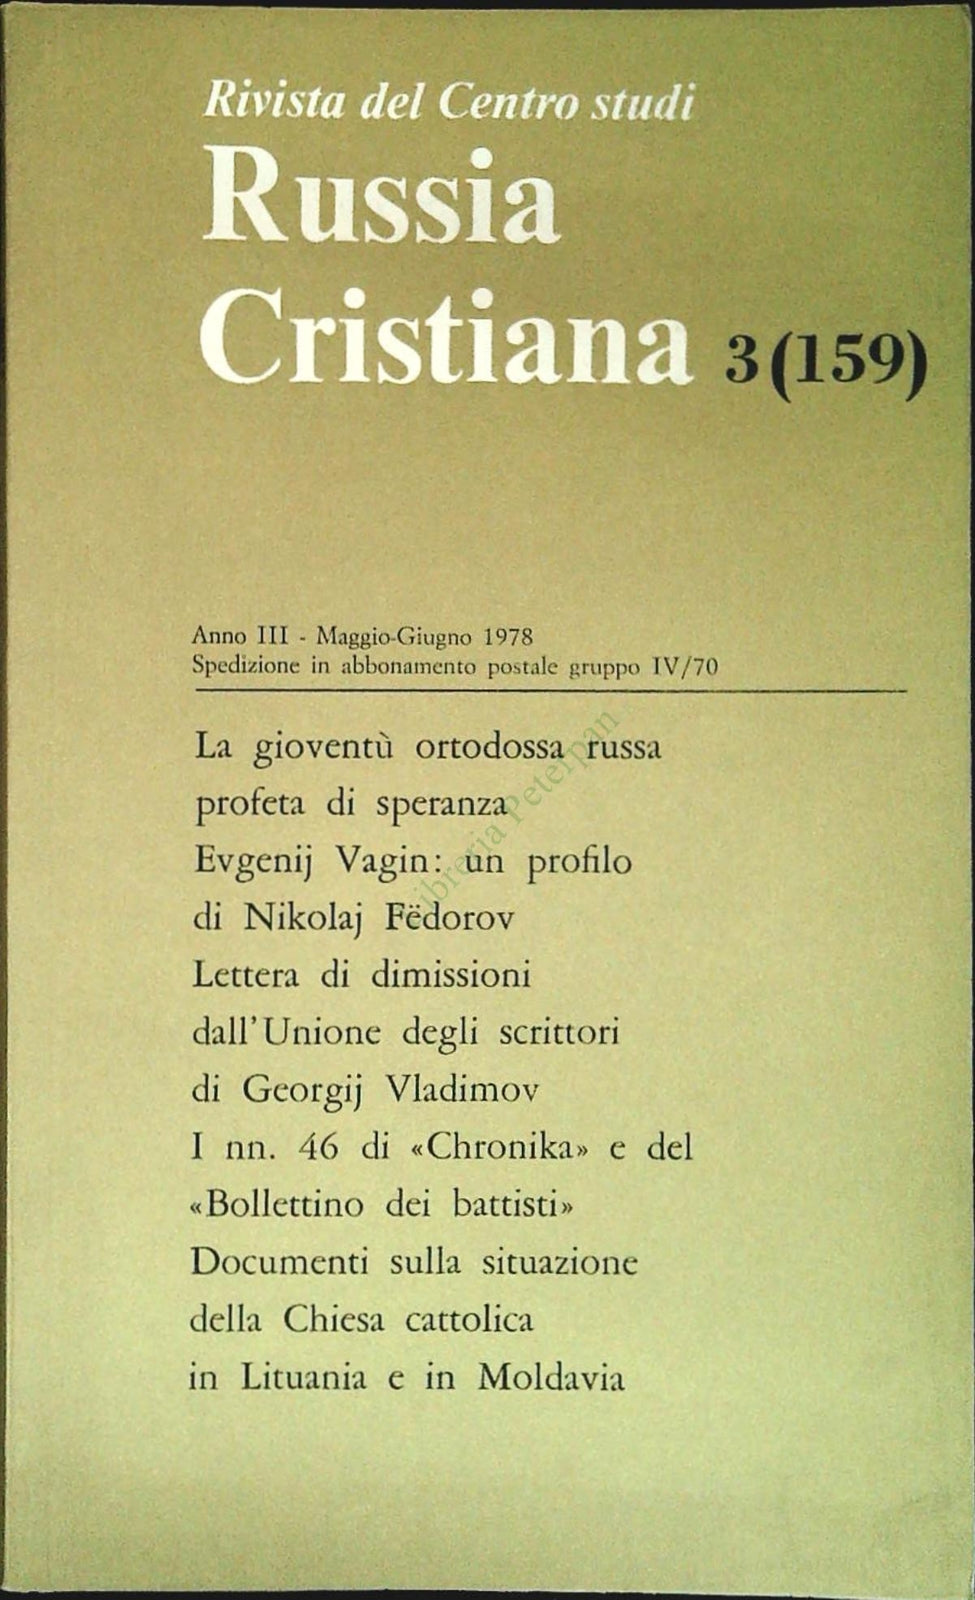 Rivista del Centro studi
Russia
Cristiana 3 (159)
Anno III - Maggio-Giugno 1978
Spedizione in abbonamento postale gruppo IV/70
La gioventù ortodossa russa
profeta di speranza
Evgenij Vagin: un profilo
di Nikolaj Fëdorov
Lettera di dimissioni
dall'Unione degli scrittori
di Georgij Vladimov
I nn. 46 di «Chronika» e del
«Bollettino dei battisti»
Documenti sulla situazione
della Chiesa cattolica
in Lituania e in Moldavia
Libreria Peterpan